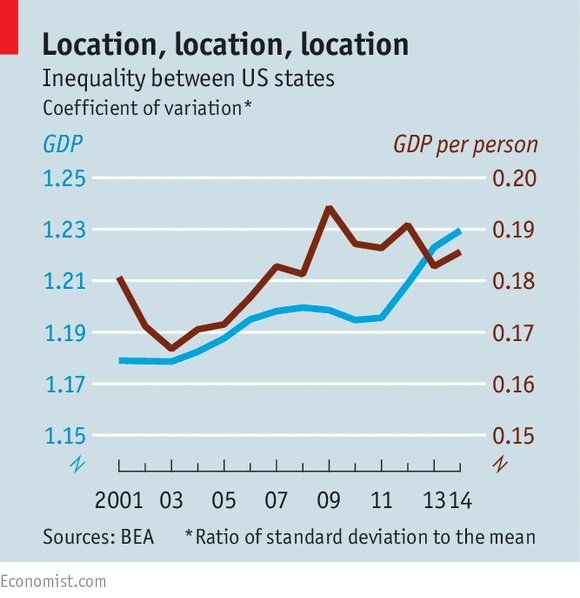 Location, location, location
Inequality between US states
Coefficient of variation*
GDP GDP per person
1.25 0.20
1.23 0.19
1.21 0.18
1.19 0.17
1.17 0.16
1.15 0.15
2001 03 05 07 09 11 13 14
Sources: BEA *Ratio of standard deviation to the mean
Economist.com